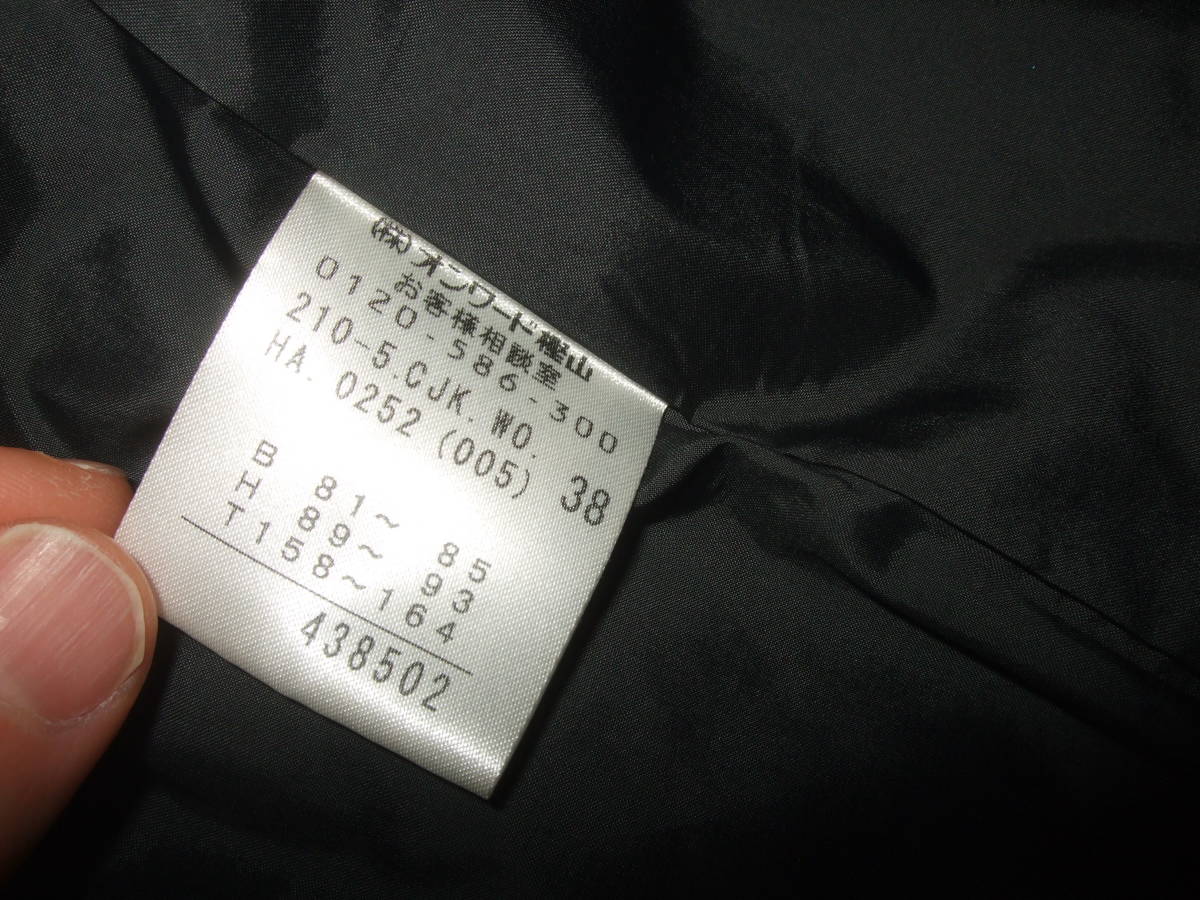 (株)オンワード樫山
お客様相談室
0120-586-300
210-5.CJK.WO.
HA. 0252 (005) 38
B 81~ 85
H 89~ 93
T158~164
438502